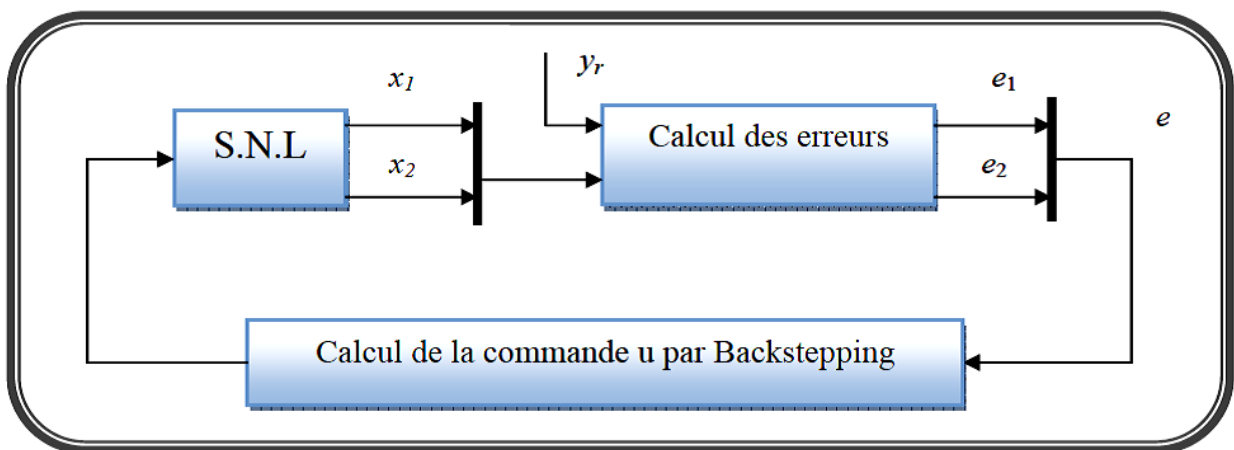 x1
yr
e1
e
S.N.L
Calcul des erreurs
x2
e2
Calcul de la commande u par Backstepping